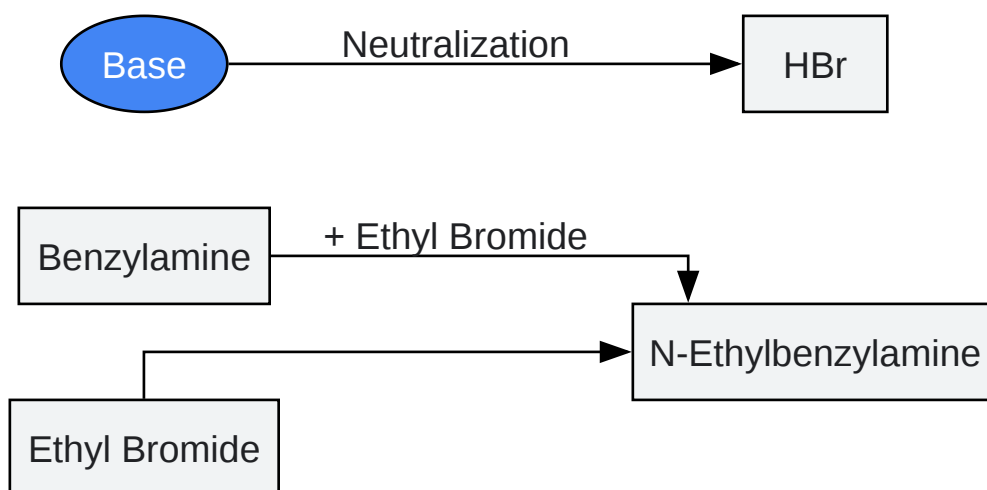 Base
Neutralization
HBr
Benzylamine
+ Ethyl Bromide
N-Ethylbenzylamine
Ethyl Bromide